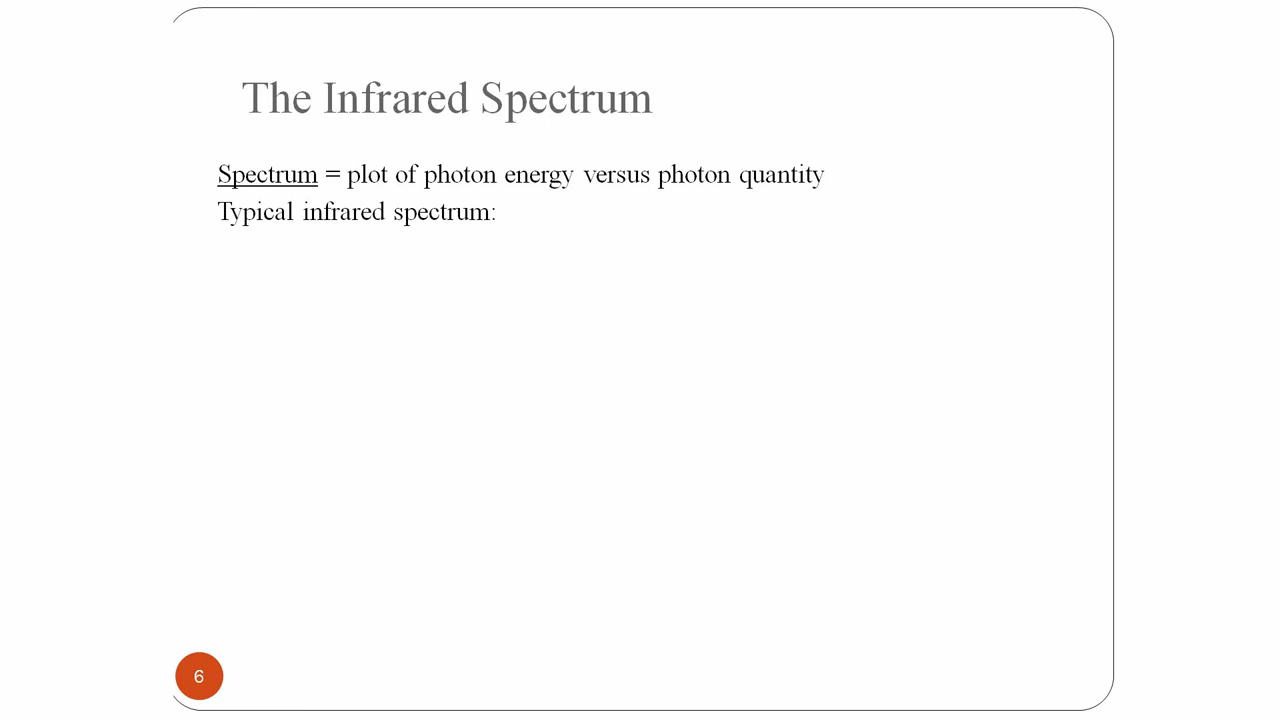 The Infrared Spectrum
Spectrum = plot of photon energy versus photon quantity
Typical infrared spectrum:
6